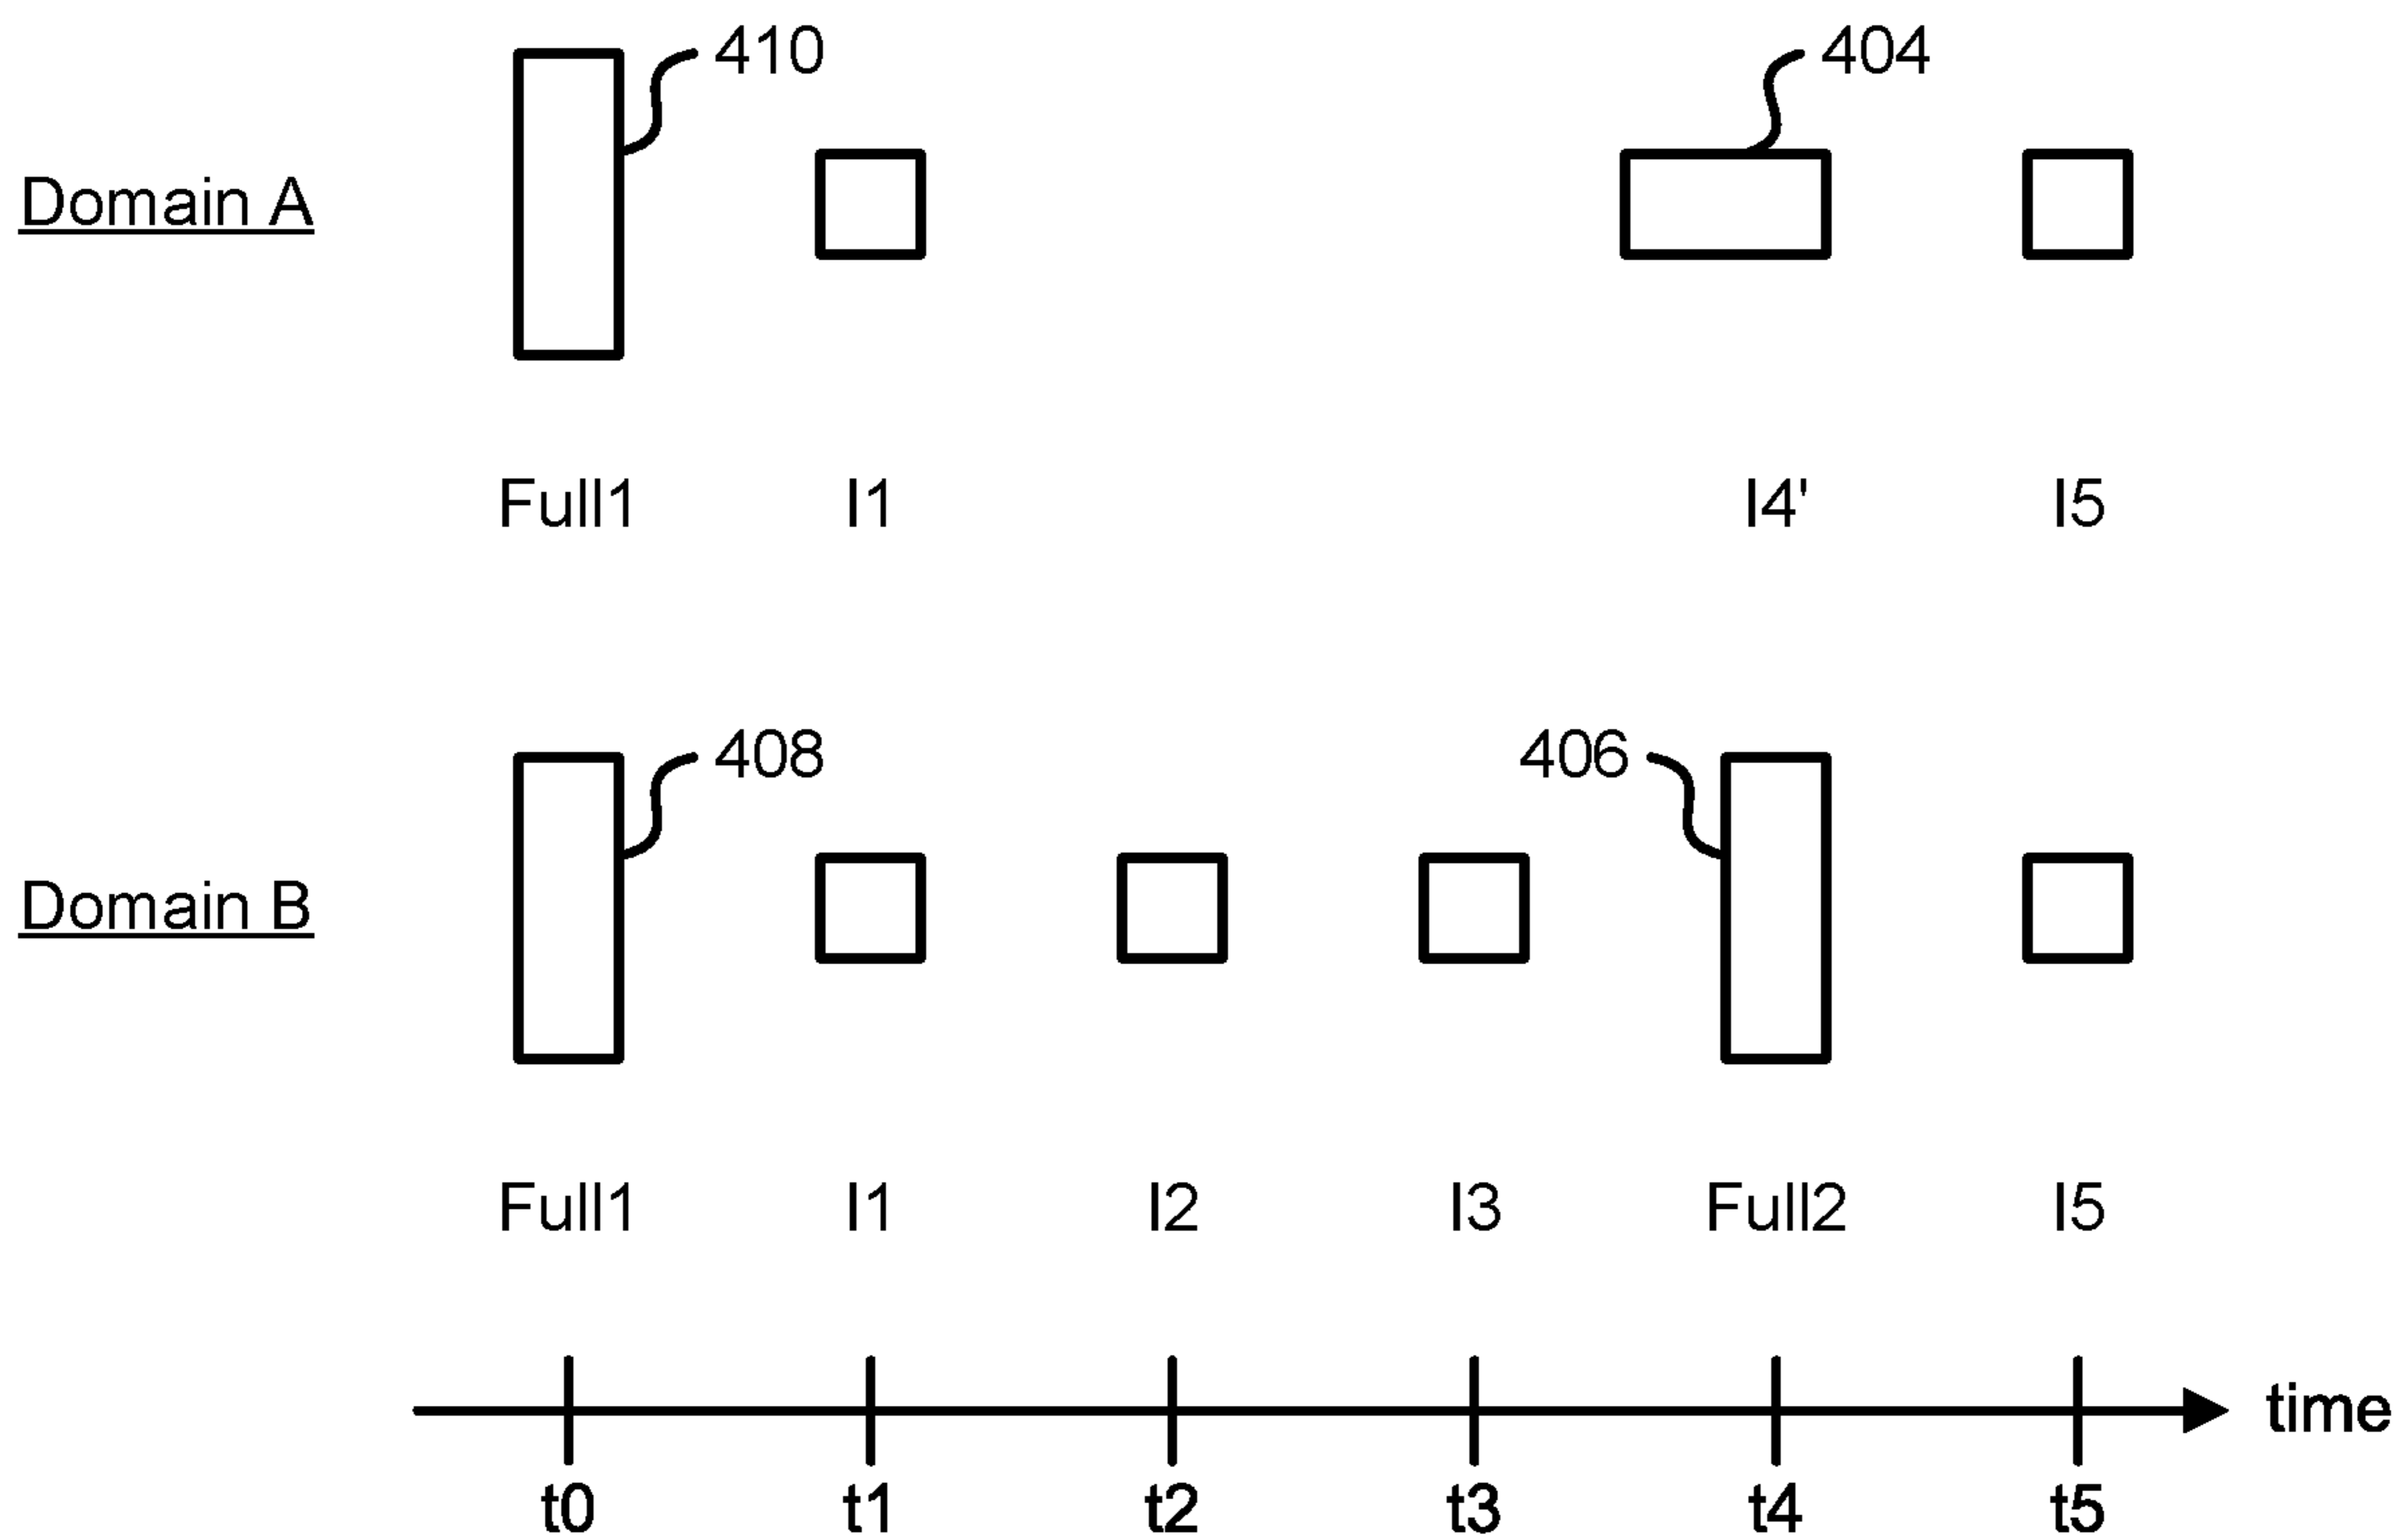 410
404
Domain A
Full1 I1 I4' I5
408
406
Domain B
Full1 I1 I2 I3 Full2 I5
time
t0 t1 t2 t3 t4 t5